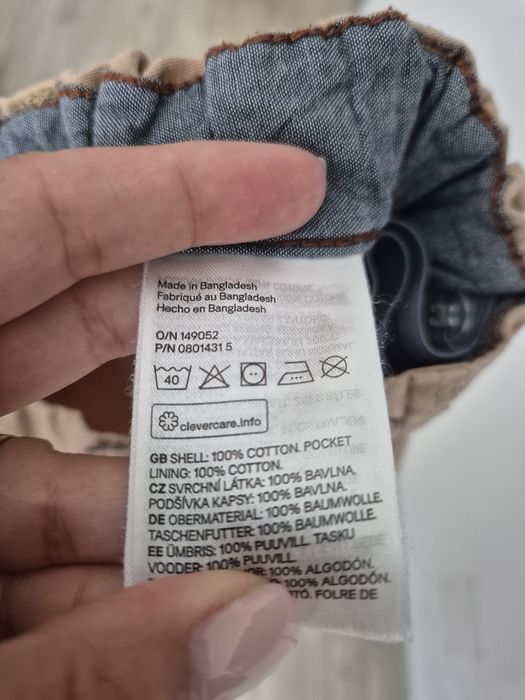 Made in Bangladesh
Fabriqué au Bangladesh
Hecho en Bangladesh
O/N 149052
P/N 0801431 5
40
clevercare.info
GB SHELL: 100% COTTON. POCKET
LINING: 100% COTTON.
CZ SVRCHNÍ LÁTKA: 100% BAVLNA.
PODŠÍVKA KAPSY: 100% BAVLNA.
DE OBERMATERIAL: 100% BAUMWOLLE.
TASCHENFUTTER: 100% BAUMWOLLE.
EE ÜMBRIS: 100% PUUVILL. TASKU
VOODER: 100% PUUVILL.
100% ALGODÓN.
100% ALGODÓN.
FOLRE DE